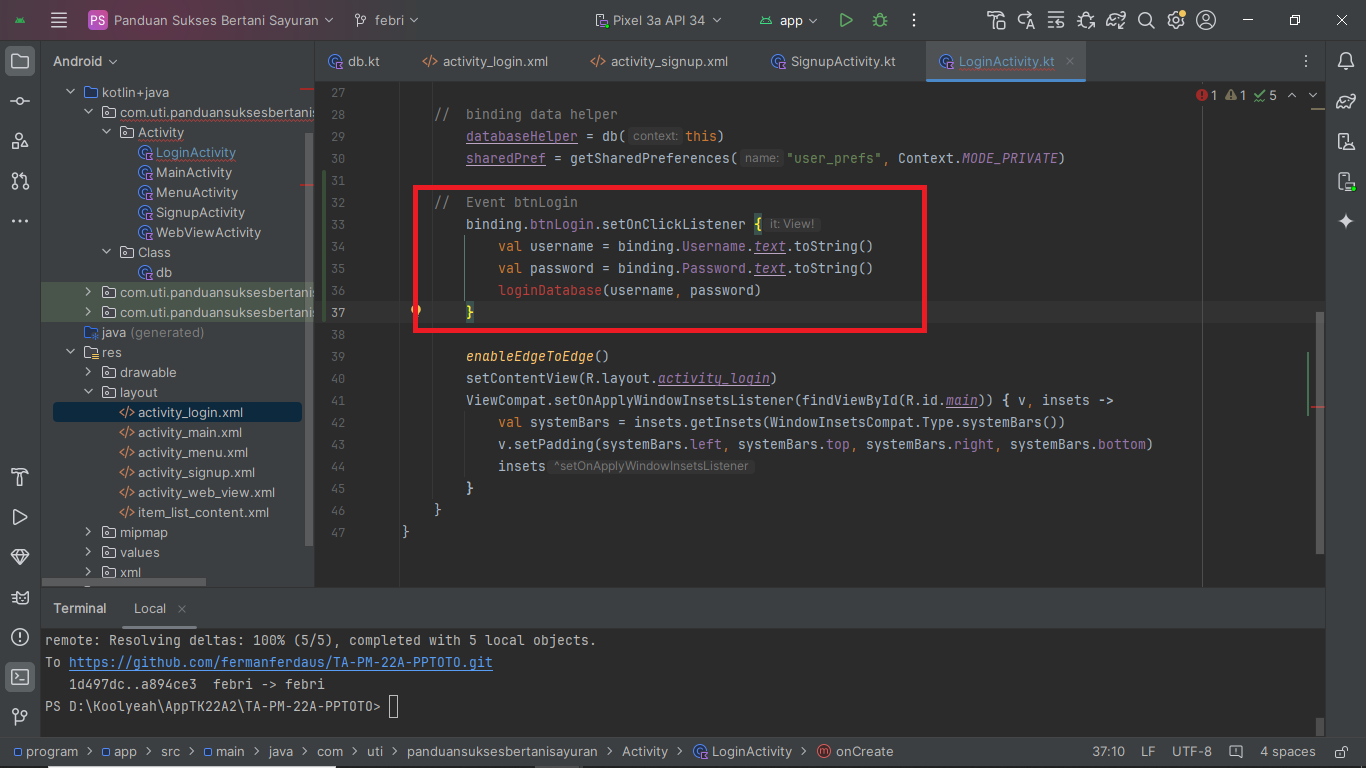 PS Panduan Sukses Bertani Sayuran febri Pixel 3a API 34 app
Android
db.kt activity_login.xml activity_signup.xml SignupActivity.kt LoginActivity.kt
kotlin+java
com.uti.panduansuksesbertanis
Activity
LoginActivity
MainActivity
MenuActivity
SignupActivity
WebViewActivity
Class
db
com.uti.panduansuksesbertanis
com.uti.panduansuksesbertanis
java (generated)
res
drawable
layout
activity_login.xml
activity_main.xml
activity_menu.xml
activity_signup.xml
activity_web_view.xml
item_list_content.xml
mipmap
values
xml
1 1 5
27
28 // binding data helper
29 databaseHelper = db( context: this)
30 sharedPref = getSharedPreferences( name: "user_prefs", Context.MODE_PRIVATE)
31
32 // Event btnLogin
33 binding.btnLogin.setOnClickListener { it: View!
34 val username = binding.Username.text.toString()
35 val password = binding.Password.text.toString()
36 loginDatabase(username, password)
37 }
38
39 enableEdgeToEdge()
40 setContentView(R.layout.activity_login)
41 ViewCompat.setOnApplyWindowInsetsListener(findViewById(R.id.main)) { v, insets ->
42 val systemBars = insets.getInsets(WindowInsetsCompat.Type.systemBars())
43 v.setPadding(systemBars.left, systemBars.top, systemBars.right, systemBars.bottom)
44 insets ^setOnApplyWindowInsetsListener
45 }
46 }
47 }
Terminal Local
remote: Resolving deltas: 100% (5/5), completed with 5 local objects.
To https://github.com/fermanferdaus/TA-PM-22A-PPTOTO.git
1d497dc..a894ce3 febri -> febri
PS D:\Koolyeah\AppTK22A2\TA-PM-22A-PPTOTO>
program > app > src > main > java > com > uti > panduansuksesbertanisayuran > Activity > LoginActivity > onCreate 37:10 LF UTF-8 4 spaces